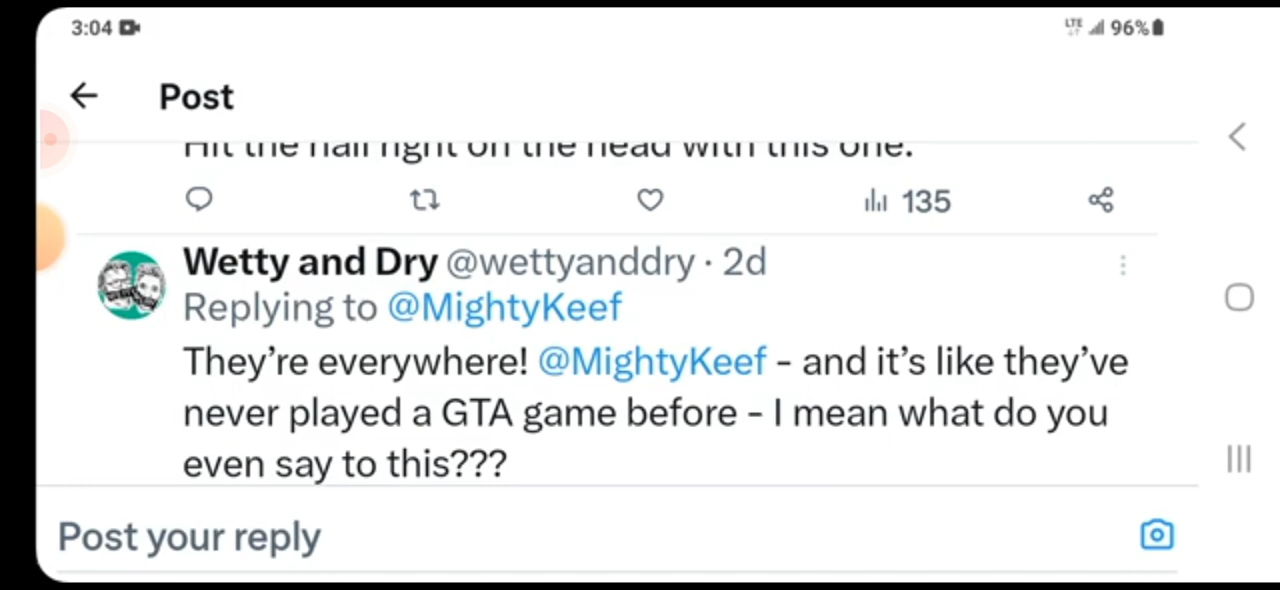 3:04 LTE 96%
Post
Hit the nail right on the head with this one.
135
Wetty and Dry @wettyanddry · 2d
Replying to @MightyKeef
They’re everywhere! @MightyKeef - and it’s like they’ve
never played a GTA game before - I mean what do you
even say to this???
Post your reply